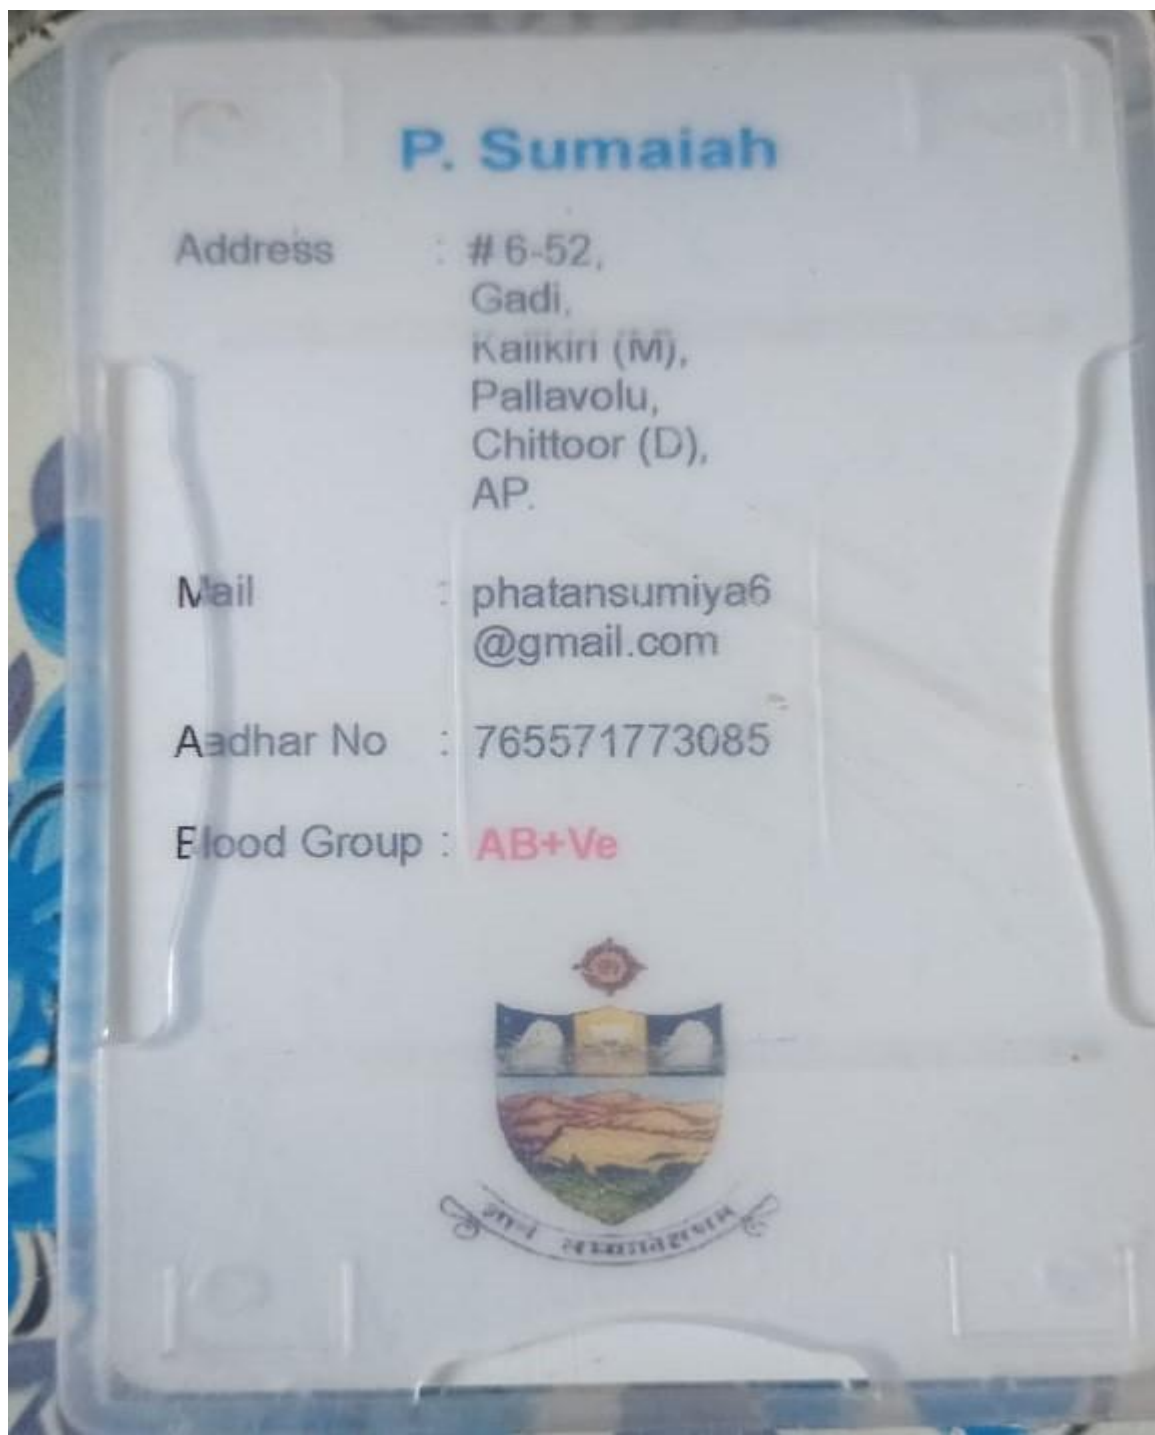 P. Sumaiah
Address : # 6-52,
Gadi,
Kalikiri (M),
Pallavolu,
Chittoor (D),
AP.
Mail : phatansumiya6
@gmail.com
Aadhar No : 765571773085
Blood Group : AB+Ve